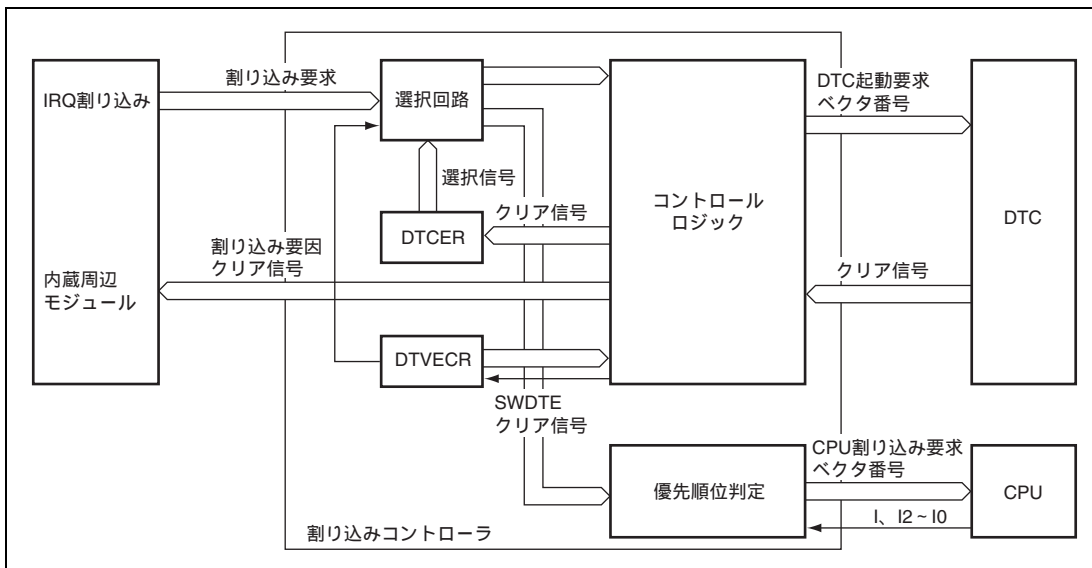 IRQ割り込み
内蔵周辺
モジュール
割り込み要求
選択回路
選択信号
DTCER
クリア信号
割り込み要因
クリア信号
DTVECR
SWDTE
クリア信号
コントロール
ロジック
DTC起動要求
ベクタ番号
DTC
クリア信号
優先順位判定
CPU割り込み要求
ベクタ番号
CPU
I、I2～I0
割り込みコントローラ